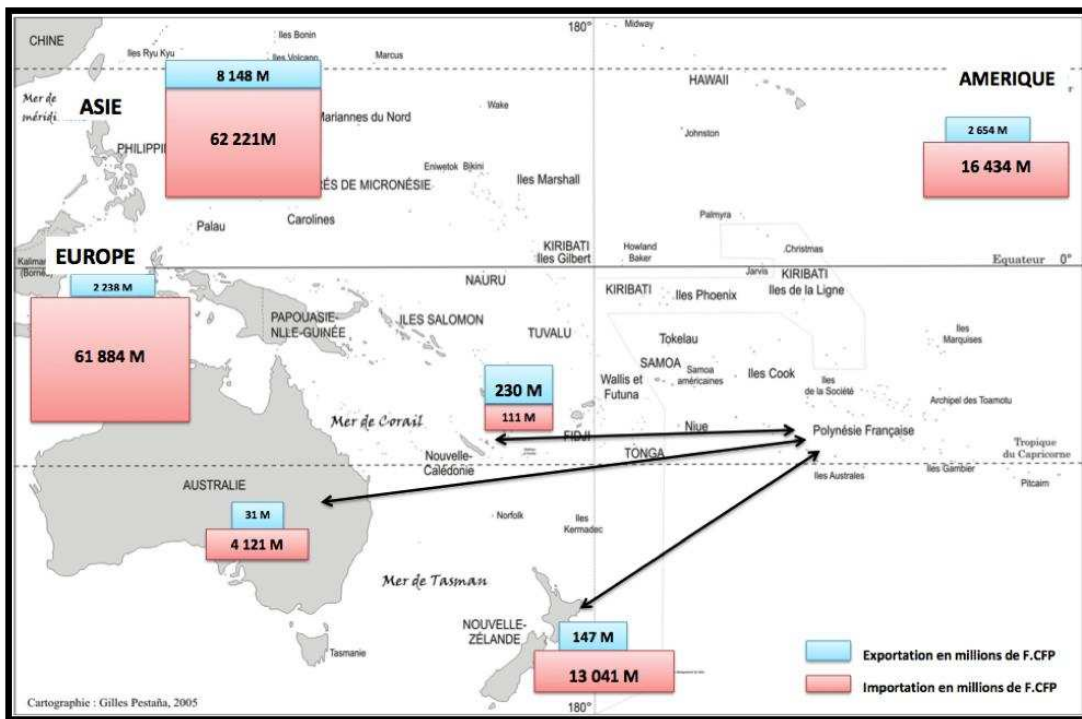 180°
Midway
CHINE
Iles Bonin
Iles Ryu Kyu
Iles Volcano
Marcus
8 148 M
HAWAII
AMERIQUE
Mer de
méridi
ASIE
Wake
62 221M
Mariannes du Nord
Johnston
2 654 M
16 434 M
PHILIPPI
Eniwetok
Bikini
Iles Marshall
RÉS DE MICRONÉSIE
Palau
Carolines
Palmyra
EUROPE
KIRIBATI
Iles Gilbert
Howland
Baker
Christmas
Kalima
(Bornéo)
Equateur
0°
2 238 M
NAURU
Jarvis
KIRIBATI
Iles de la Ligne
KIRIBATI
Iles Phoenix
PAPOUASIE-
NLLE-GUINÉE
ILES SALOMON
TUVALU
61 884 M
Tokelau
Iles
Marquises
SAMOA
Samoa
américaines
Wallis et
Futuna
Iles Cook
Iles
de la Société
230 M
Archipel des Toamotu
111 M
Mer de Corail
FIDJI
Niue
Polynésie Française
Nouvelle-
Calédonie
TONGA
Tropique
du Capricorne
Iles Australes
Iles Gambier
Pitcairn
AUSTRALIE
31 M
Norfolk
Iles
Kermadec
4 121 M
Mer de Tasman
NOUVELLE-
ZÉLANDE
147 M
Tasmanie
13 041 M
Exportation en millions de F.CFP
Importation en millions de F.CFP
Cartographie : Gilles Pestaña, 2005
180°